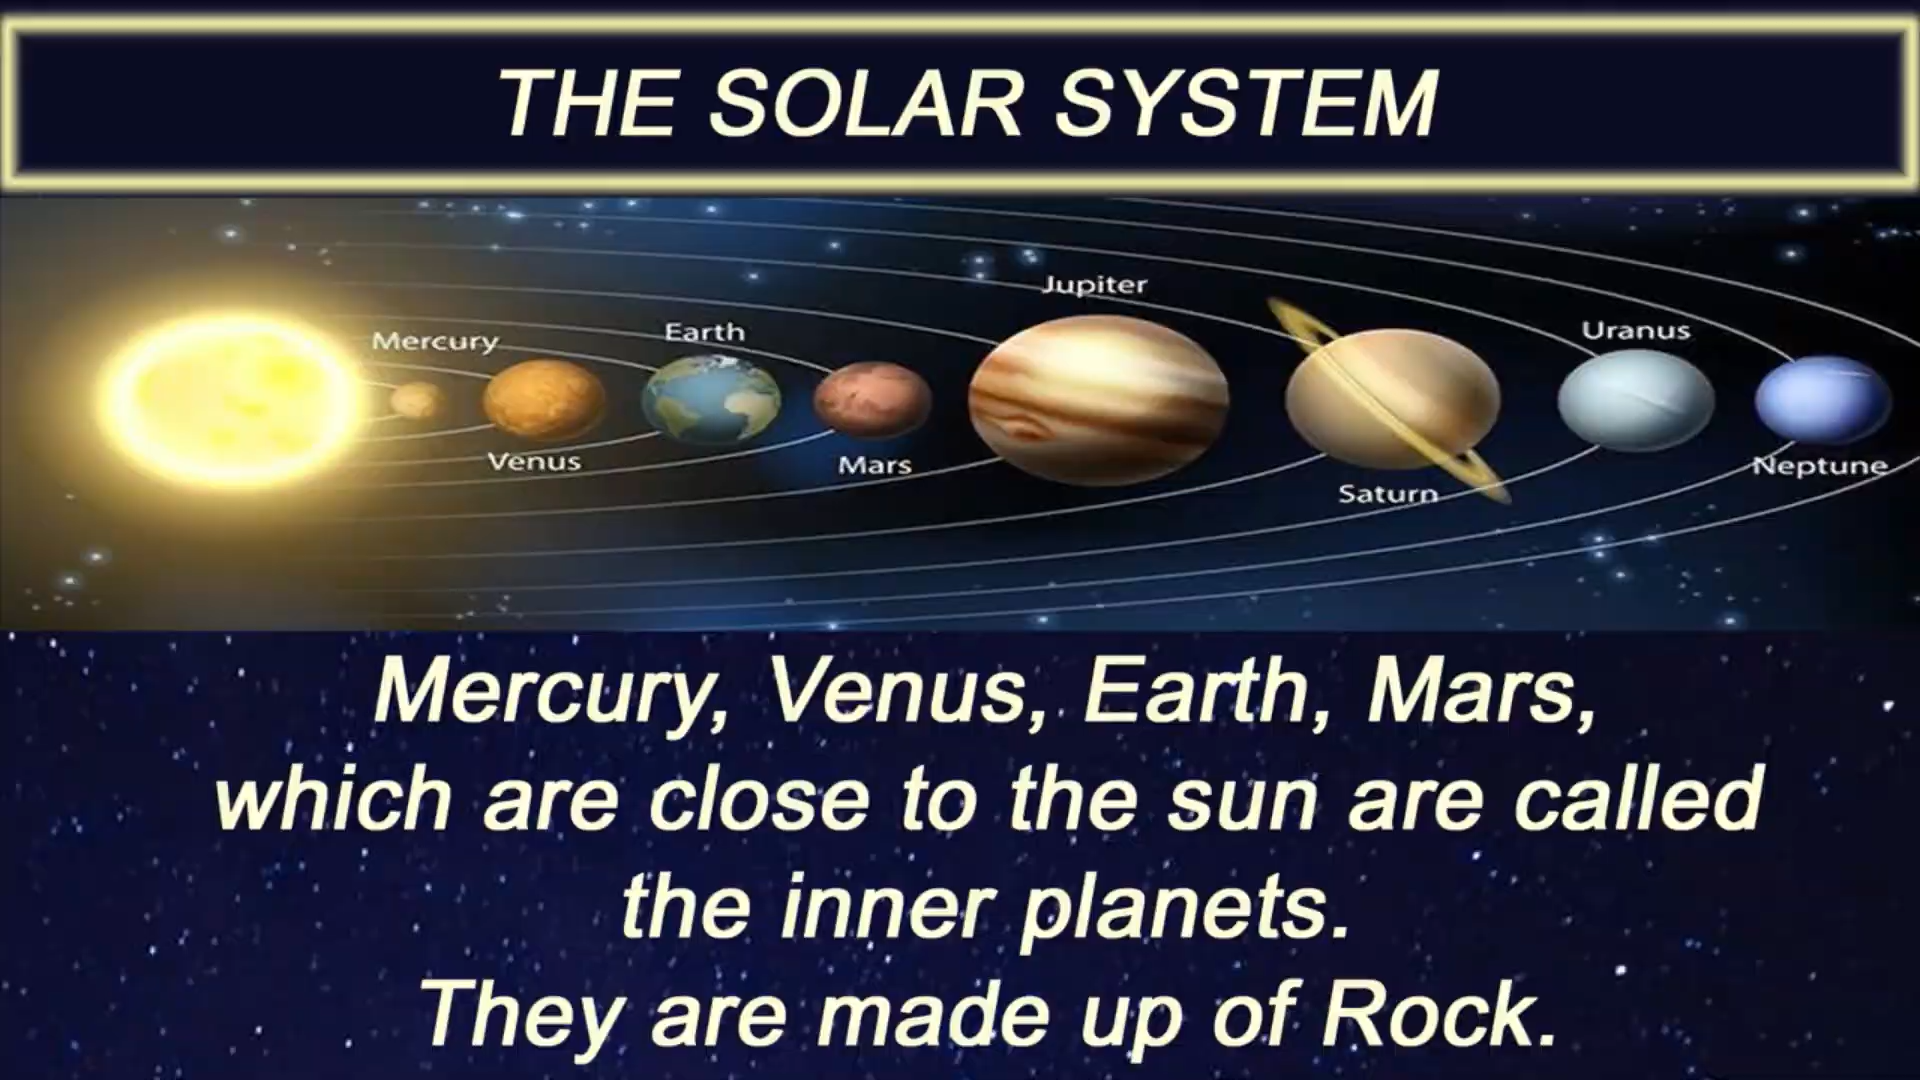 THE SOLAR SYSTEM
Jupiter
Mercury
Earth
Uranus
Venus
Mars
Saturn
Neptune
Mercury, Venus, Earth, Mars,
which are close to the sun are called
the inner planets.
They are made up of Rock.